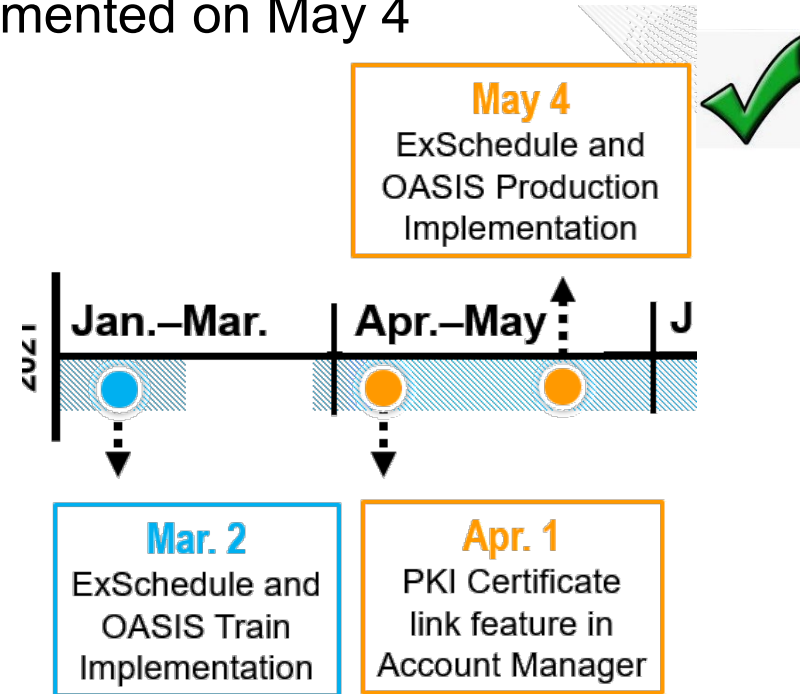 mented on May 4
May 4
ExSchedule and
OASIS Production
Implementation
2021
Jan.–Mar.
Apr.–May
J
Mar. 2
ExSchedule and
OASIS Train
Implementation
Apr. 1
PKI Certificate
link feature in
Account Manager